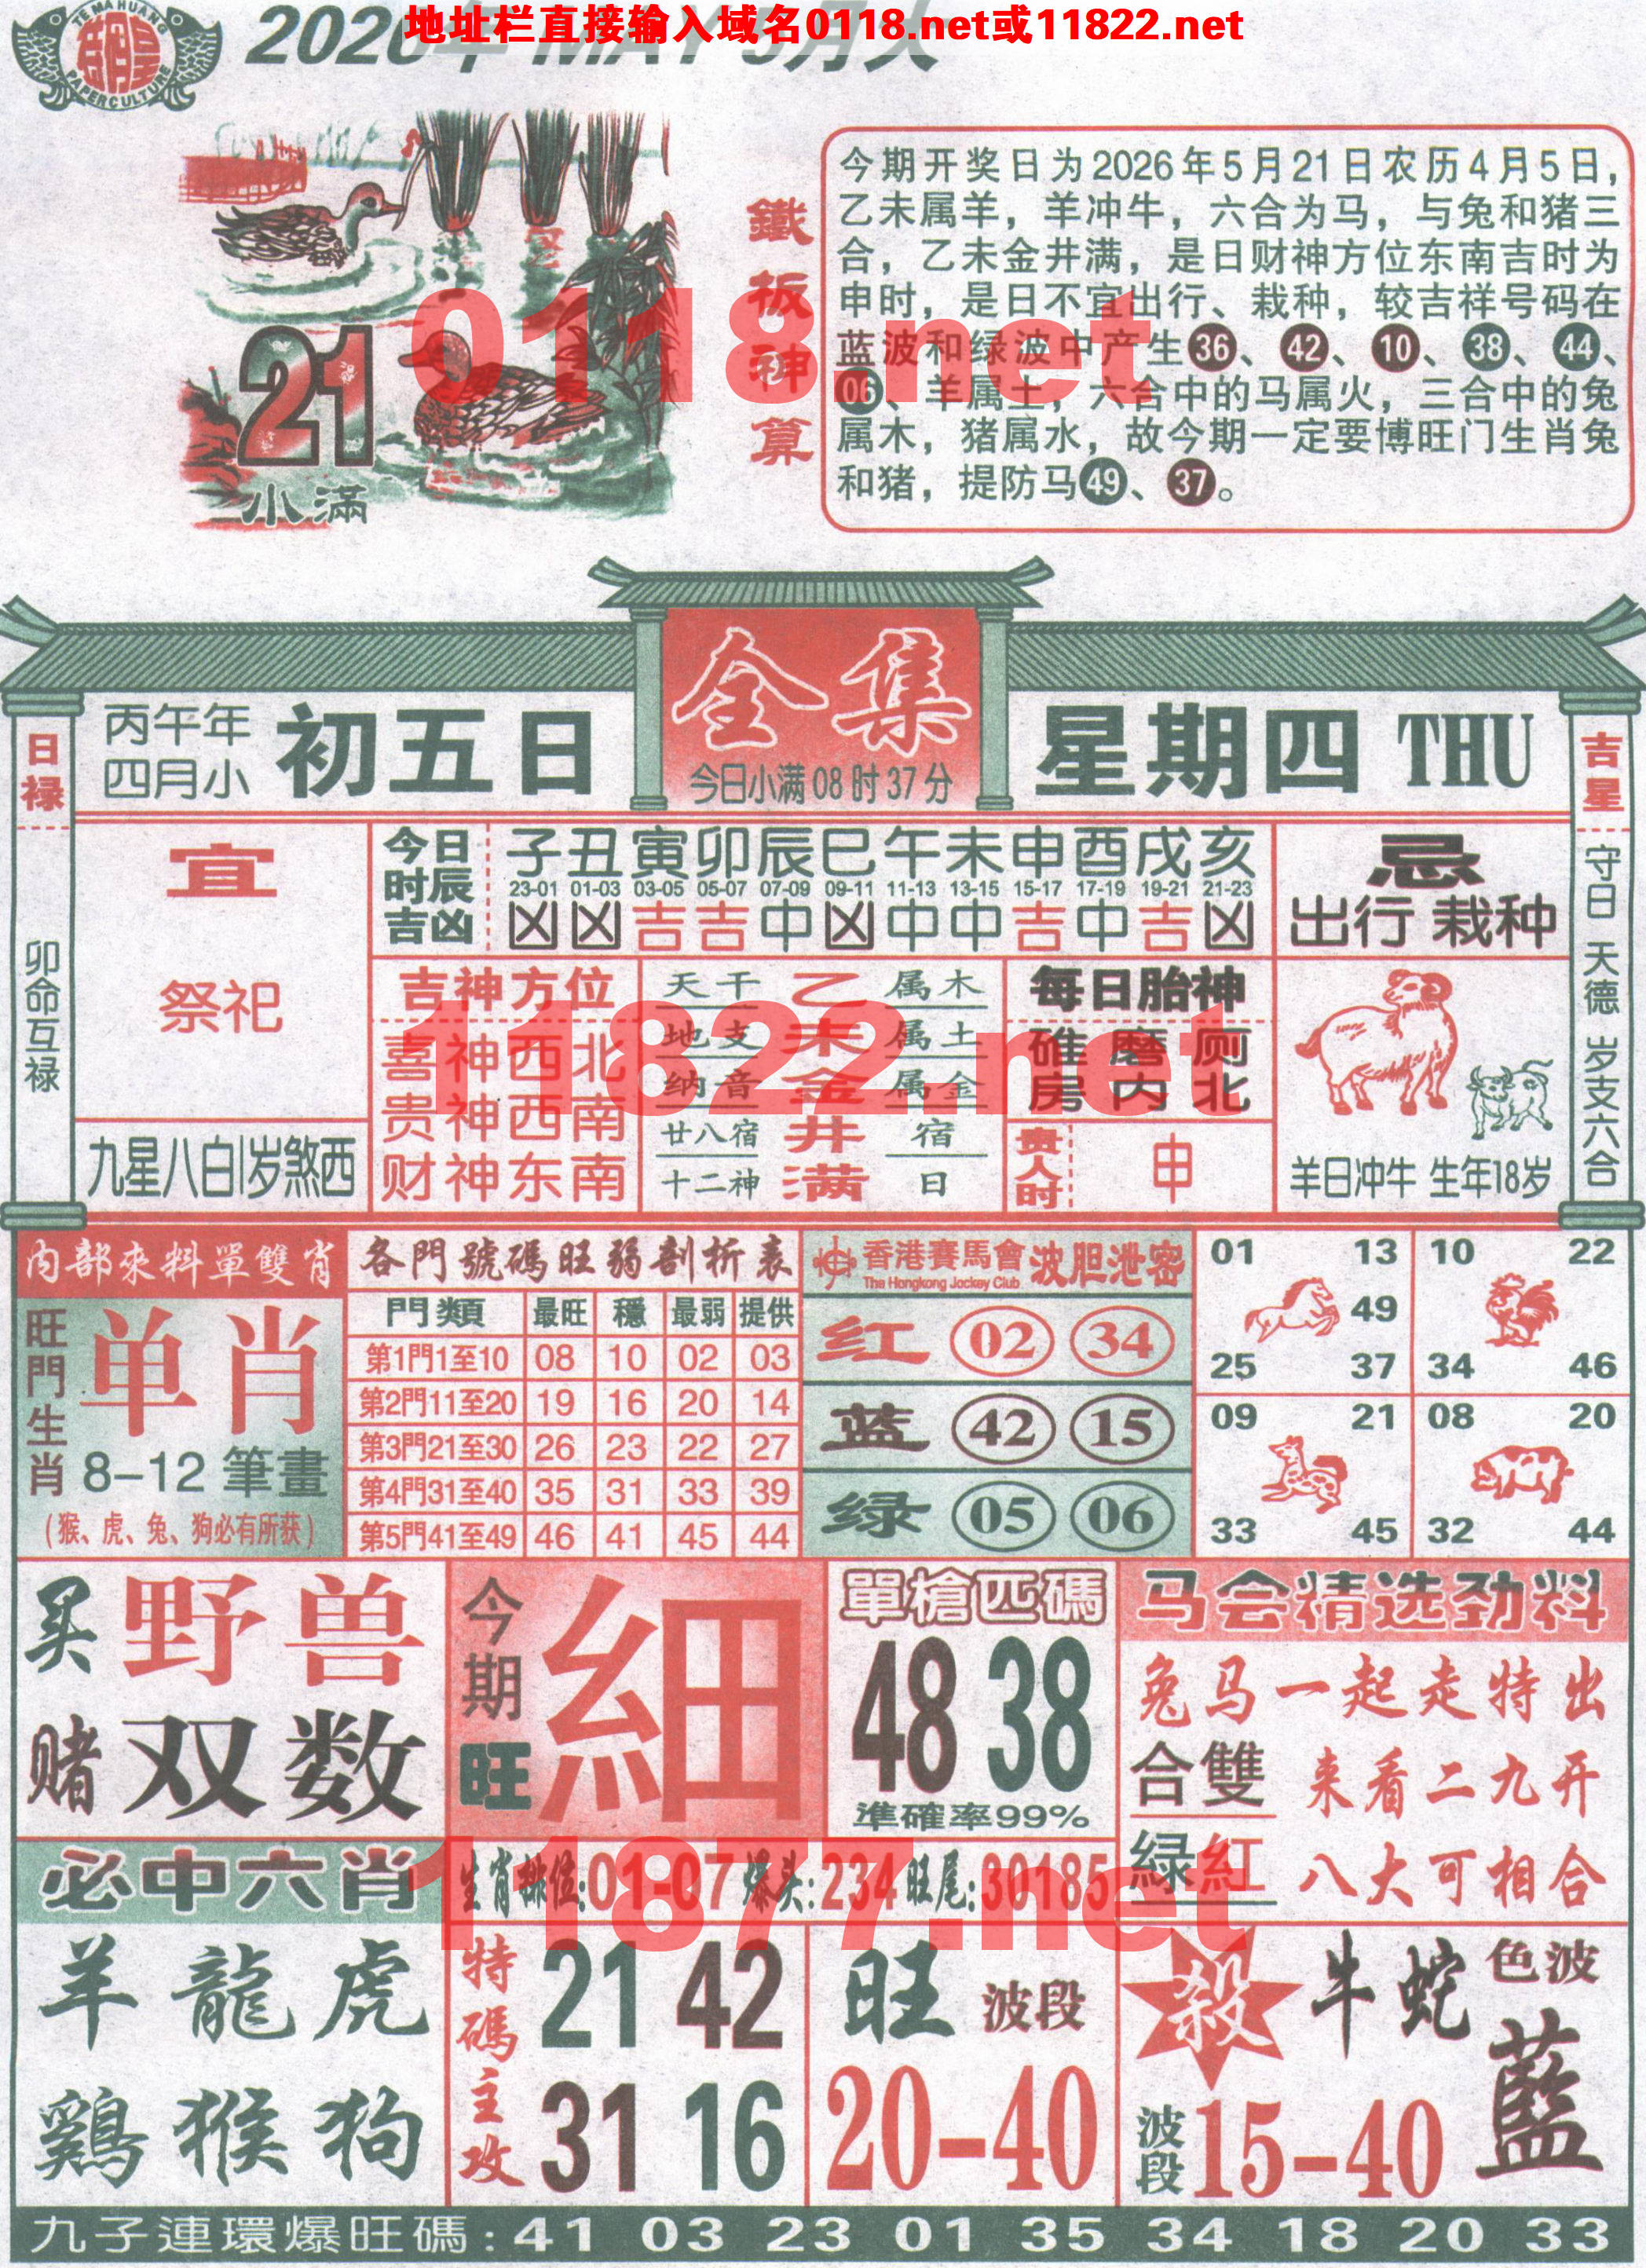 地址栏直接输入域名0118.net或11822.net
TE MA HUANG
PAPER CULTURE
2026年 MAY 5月大
21
小滿
鐵板神算
今期开奖日为2026年5月21日农历4月5日，
乙未属羊，羊冲牛，六合为马，与兔和猪三
合，乙未金井满，是日财神方位东南吉时为
申时，是日不宜出行、栽种，较吉祥号码在
蓝波和绿波中产生36、42、10、38、44、
06、羊属土，六合中的马属火，三合中的兔
属木，猪属水，故今期一定要博旺门生肖兔
和猪，提防马49、37。
0118.net
全集
今日小满08时37分
丙午年
四月小
初五日
星期四 THU
日禄
卯命互禄
吉星
守日 天德 岁支六合
宜
祭祀
九星八白 岁煞西
今日时辰吉凶
子 丑 寅 卯 辰 巳 午 未 申 酉 戌 亥
23-01 01-03 03-05 05-07 07-09 09-11 11-13 13-15 15-17 17-19 19-21 21-23
凶 凶 吉 吉 中 凶 中 中 吉 中 吉 凶
忌
出行 栽种
吉神方位
喜神西北
贵神西南
财神东南
天干 乙 属木
地支 未 属土
纳音 金 属金
廿八宿 井 宿
十二神 满 日
每日胎神
碓磨厕
房内北
贵人时 申
羊日冲牛 生年18岁
11822.net
内部來料單雙肖
旺門生肖
单肖
8-12 筆畫
（猴、虎、兔、狗必有所获）
各門號碼旺弱剖析表
門類 最旺 穩 最弱 提供
第1門1至10 08 10 02 03
第2門11至20 19 16 20 14
第3門21至30 26 23 22 27
第4門31至40 35 31 33 39
第5門41至49 46 41 45 44
香港賽馬會 波胆泄密
The Hongkong Jockey Club
红 02 34
蓝 42 15
绿 05 06
01 13
49
25 37
10 22
34 46
09 21
33 45
08 20
32 44
买 野兽
赌 双数
今期旺
細
單槍匹碼
48 38
準確率99%
马会精选劲料
兔马一起走特出
合雙 来看二九开
緑紅 八大可相合
必中六肖
羊 龍 虎
鷄 猴 狗
生肖排位:01-07 爆头:234 旺尾:30185
11877.net
特碼主攻
21 42
31 16
旺 波段
20-40
殺
牛蛇
色波
藍
波段
15-40
九子連環爆旺碼: 41 03 23 01 35 34 18 20 33